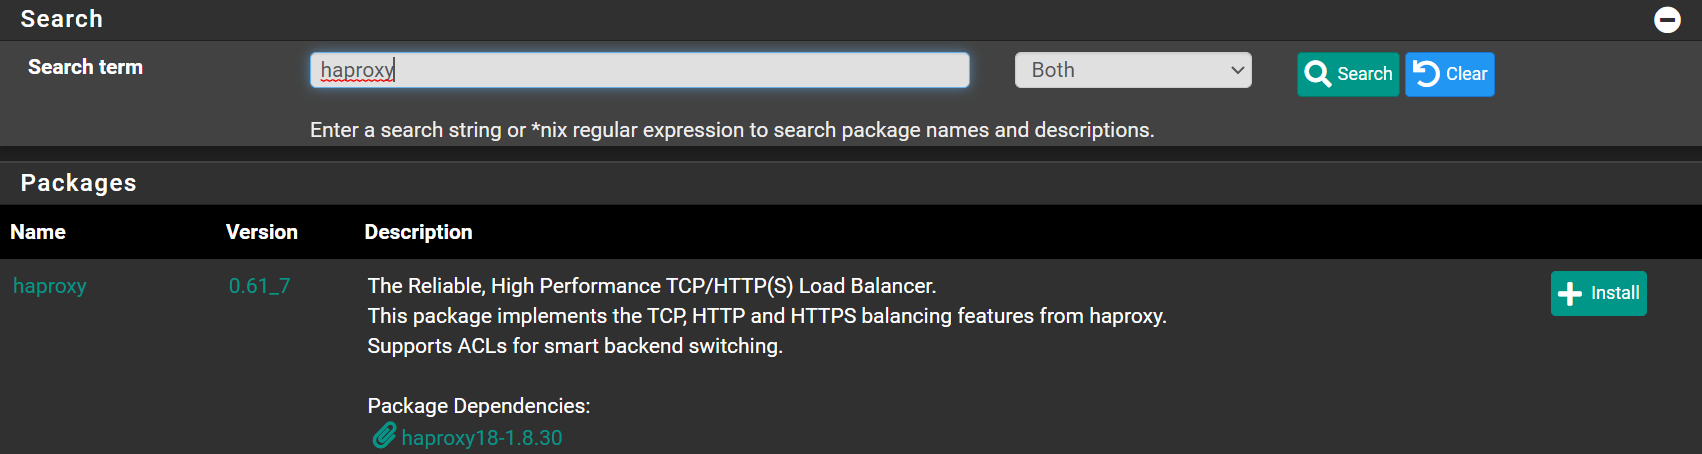 Search
Search term haproxy Both Search Clear
Enter a search string or *nix regular expression to search package names and descriptions.
Packages
Name Version Description
haproxy 0.61_7 The Reliable, High Performance TCP/HTTP(S) Load Balancer. Install
This package implements the TCP, HTTP and HTTPS balancing features from haproxy.
Supports ACLs for smart backend switching.
Package Dependencies:
haproxy18-1.8.30